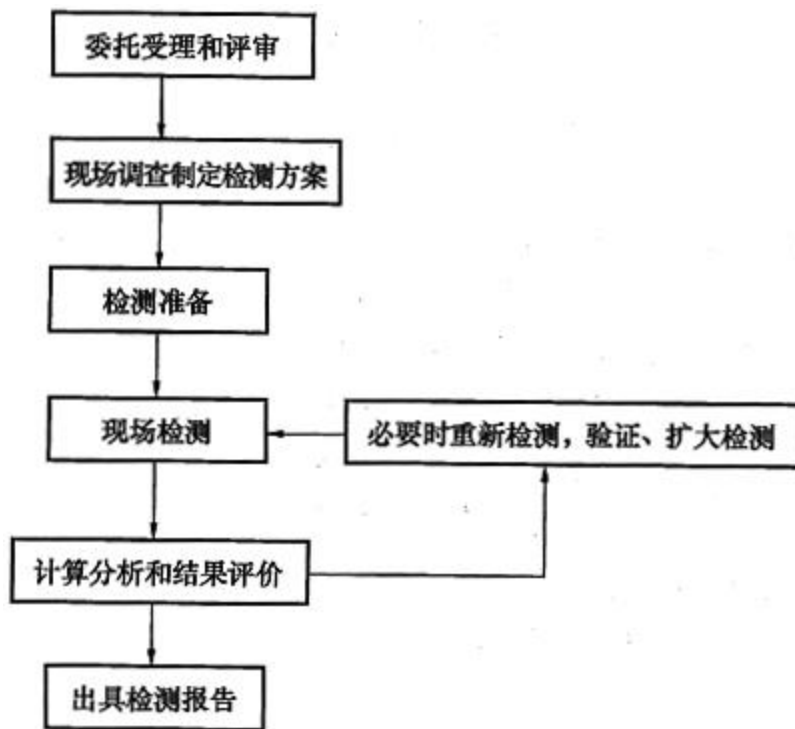 委托受理和评审
现场调查制定检测方案
检测准备
现场检测
必要时重新检测，验证、扩大检测
计算分析和结果评价
出具检测报告